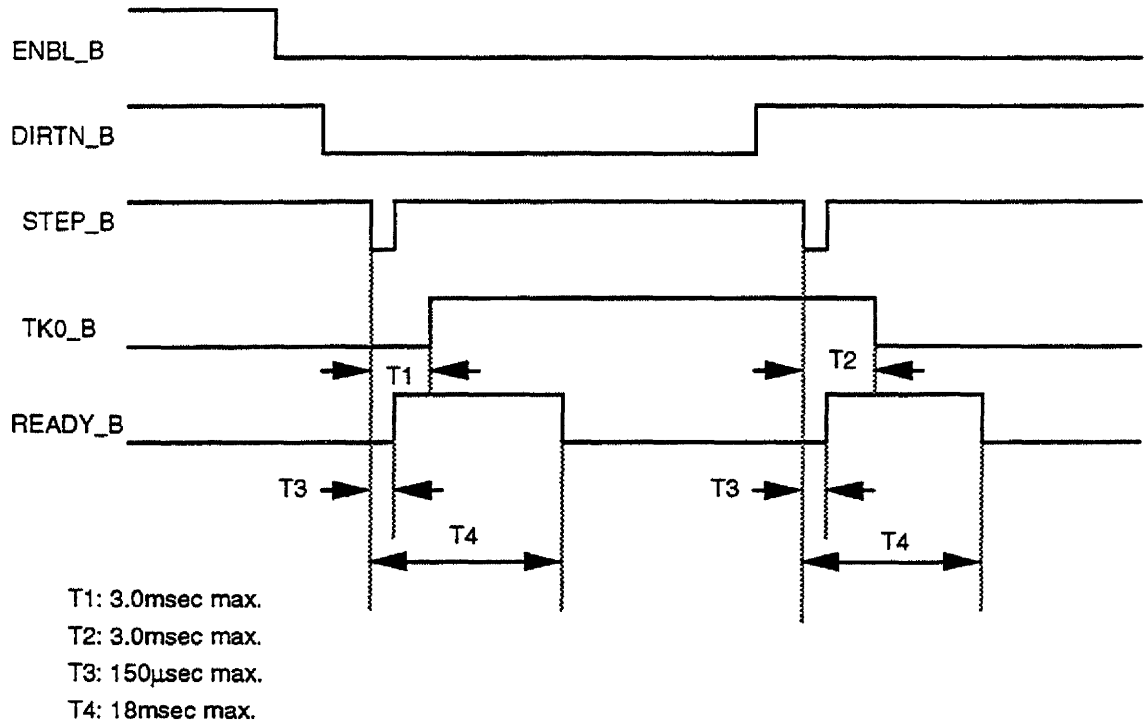 ENBL_B
DIRTN_B
STEP_B
TK0_B
T1
T2
READY_B
T3
T3
T4
T4
T1: 3.0msec max.
T2: 3.0msec max.
T3: 150μsec max.
T4: 18msec max.